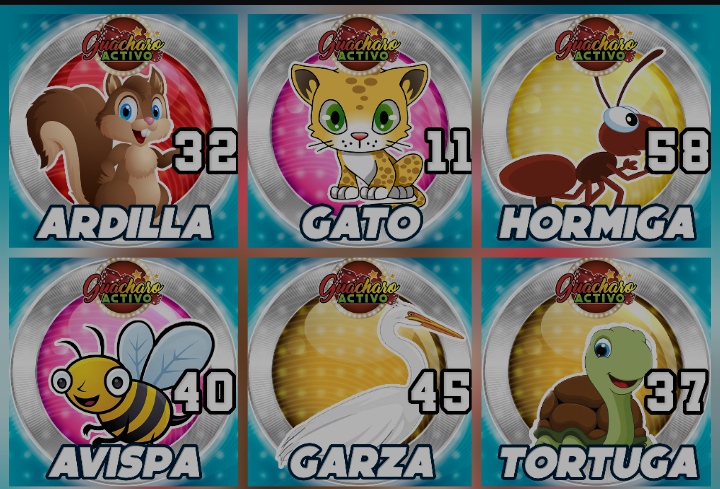 Guacharo
ACTIVO
32
ARDILLA
Guacharo
ACTIVO
11
GATO
Guacharo
ACTIVO
58
HORMIGA
Guacharo
ACTIVO
40
AVISPA
Guacharo
ACTIVO
45
GARZA
Guacharo
ACTIVO
37
TORTUGA